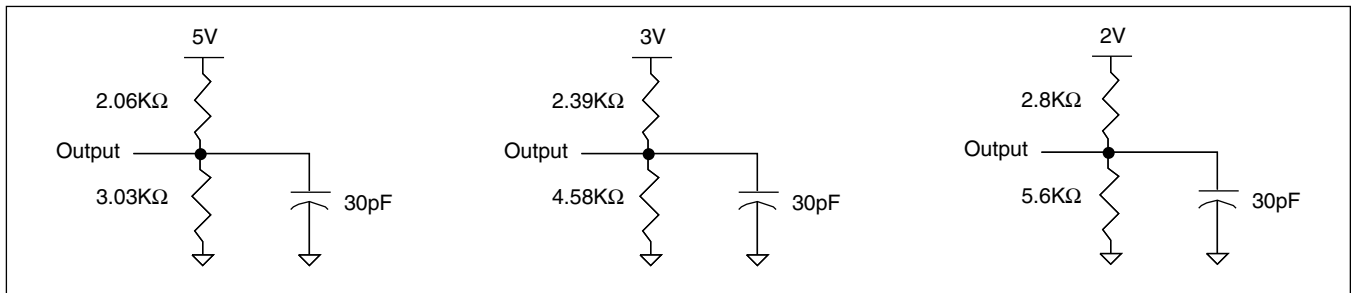 5V
2.06KΩ
Output
3.03KΩ
30pF
3V
2.39KΩ
Output
4.58KΩ
30pF
2V
2.8KΩ
Output
5.6KΩ
30pF